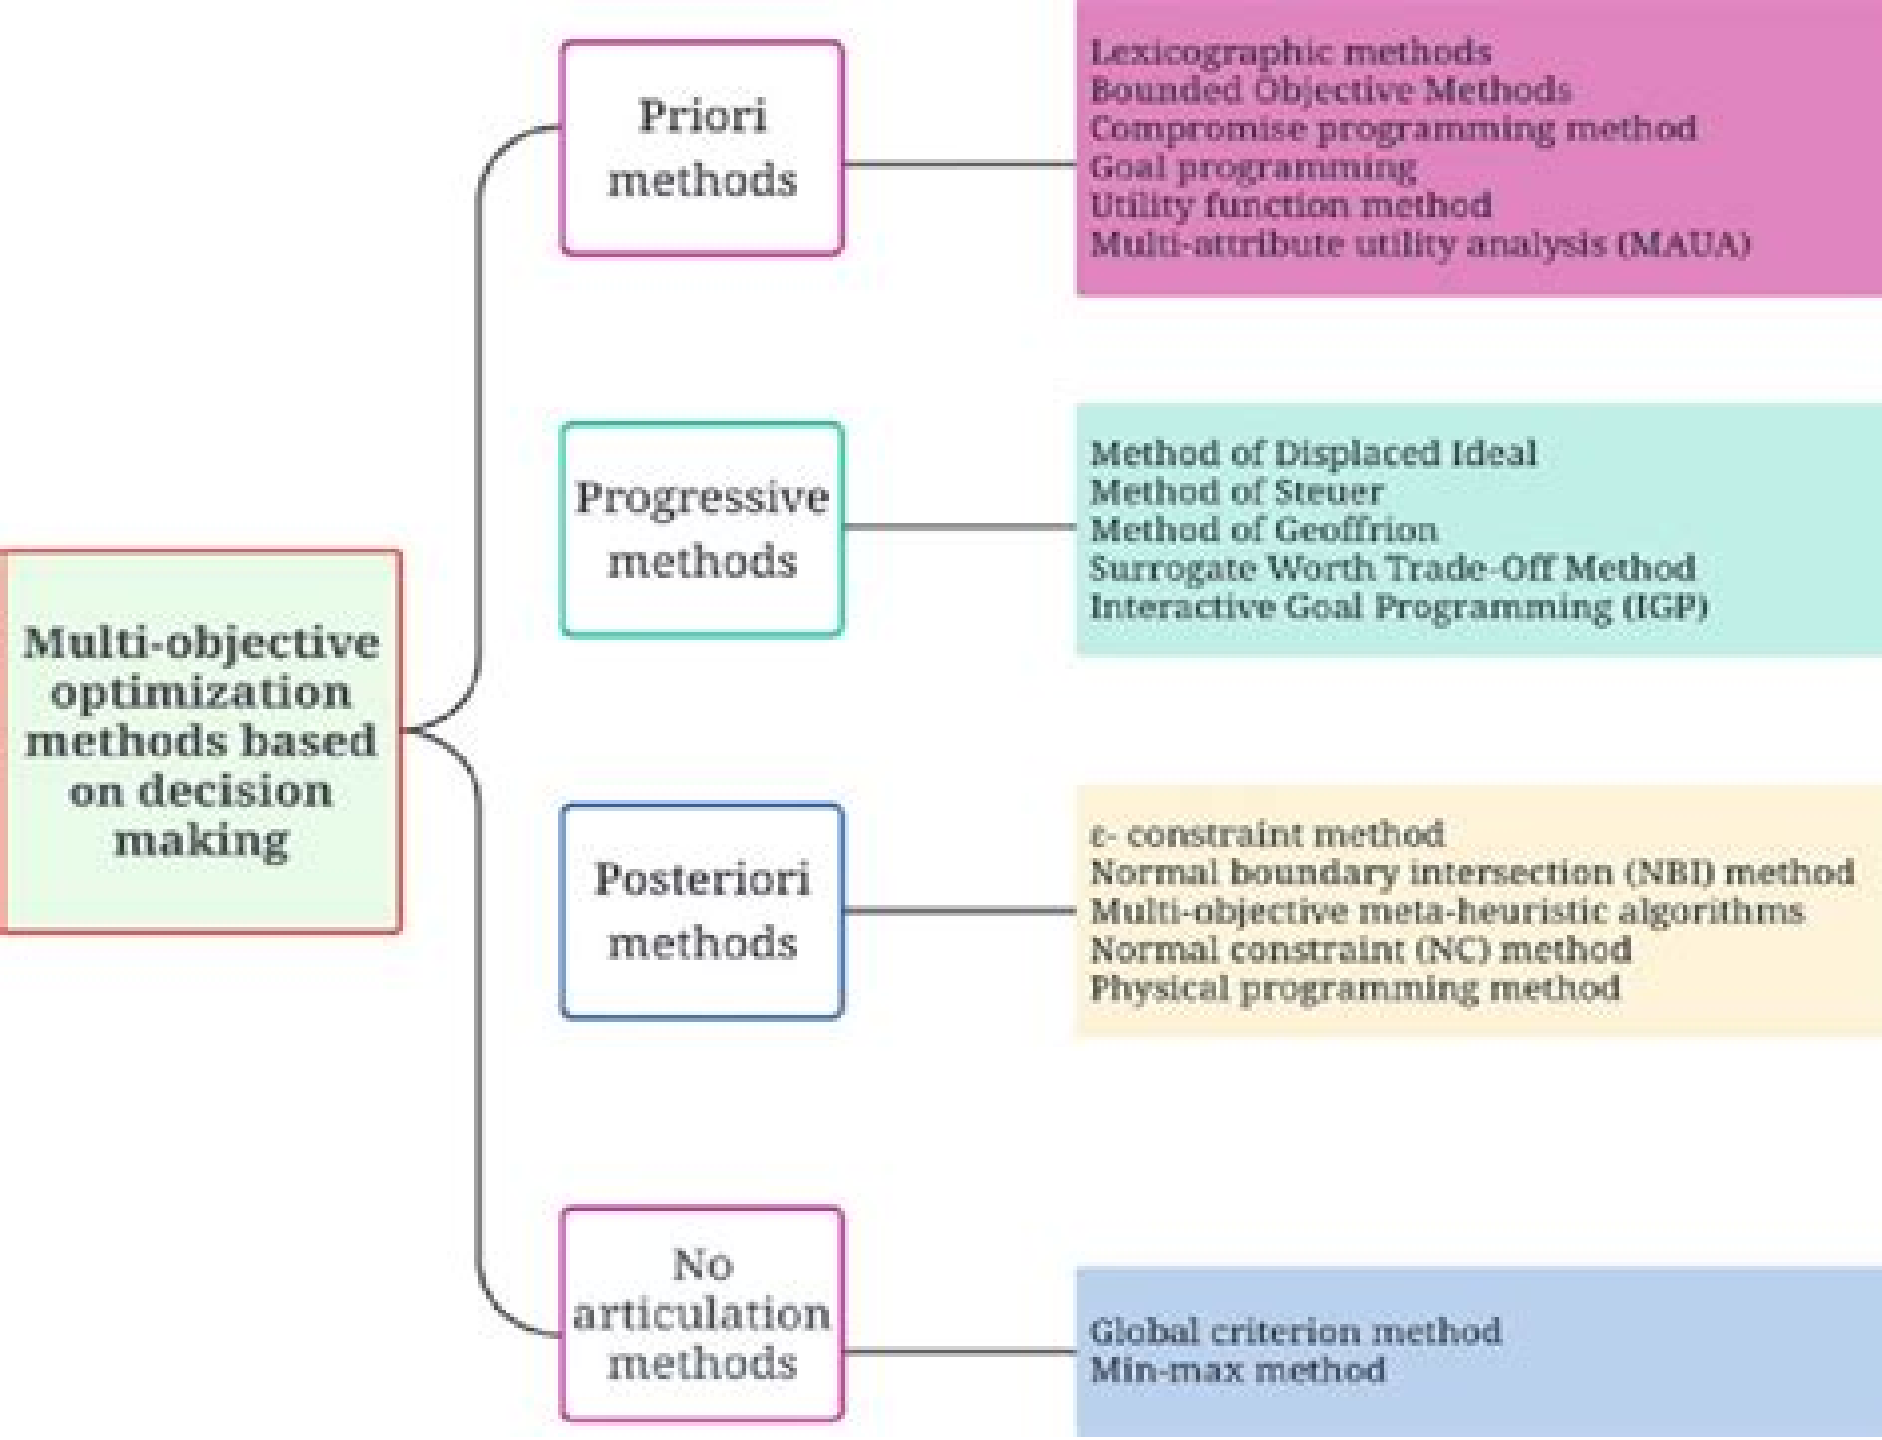 Multi-objective
optimization
methods based
on decision
making
Priori
methods
Lexicographic methods
Bounded Objective Methods
Compromise programming method
Goal programming
Utility function method
Multi-attribute utility analysis (MAUA)
Progressive
methods
Method of Displaced Ideal
Method of Steuer
Method of Geoffrion
Surrogate Worth Trade-Off Method
Interactive Goal Programming (IGP)
Posteriori
methods
ε- constraint method
Normal boundary intersection (NBI) method
Multi-objective meta-heuristic algorithms
Normal constraint (NC) method
Physical programming method
No
articulation
methods
Global criterion method
Min-max method